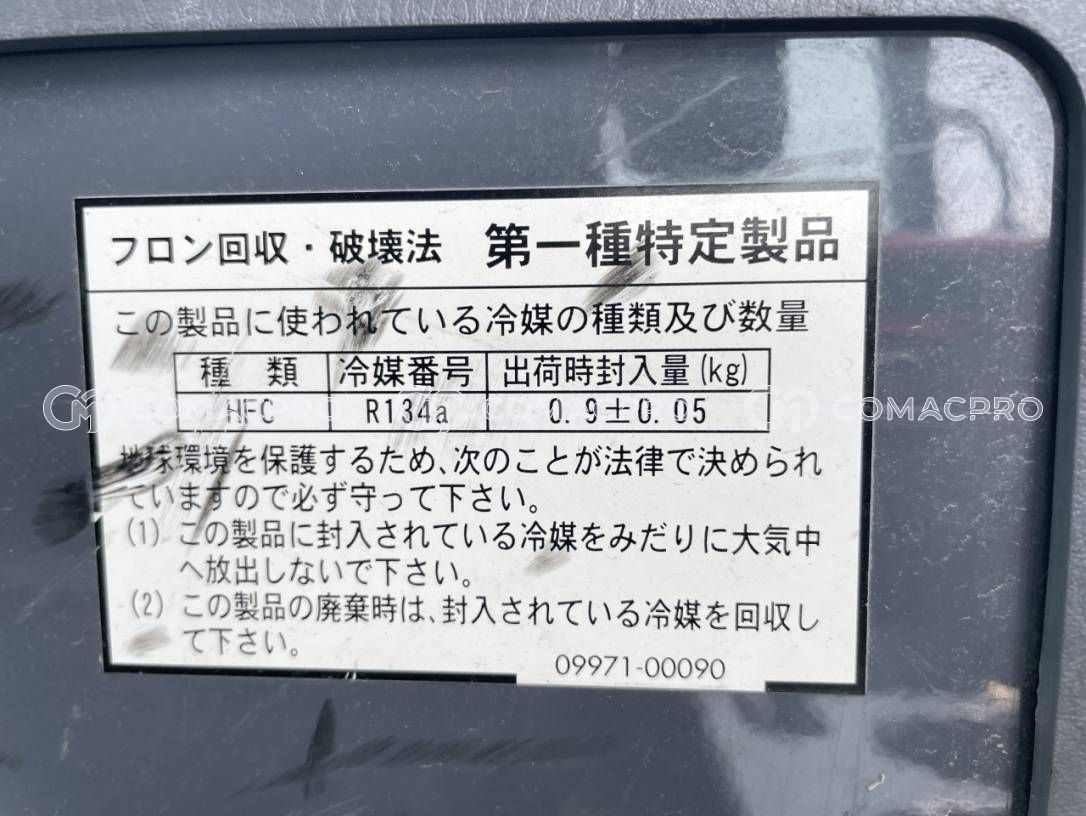 フロン回収・破壊法 第一種特定製品
この製品に使われている冷媒の種類及び数量
種 類 冷媒番号 出荷時封入量(kg)
HFC R134a 0.9±0.05
COMACPRO COMACPRO COMACPRO
地球環境を保護するため、次のことが法律で決められ
ていますので必ず守って下さい。
(1) この製品に封入されている冷媒をみだりに大気中
へ放出しないで下さい。
(2) この製品の廃棄時は、封入されている冷媒を回収し
て下さい。
09971-00090